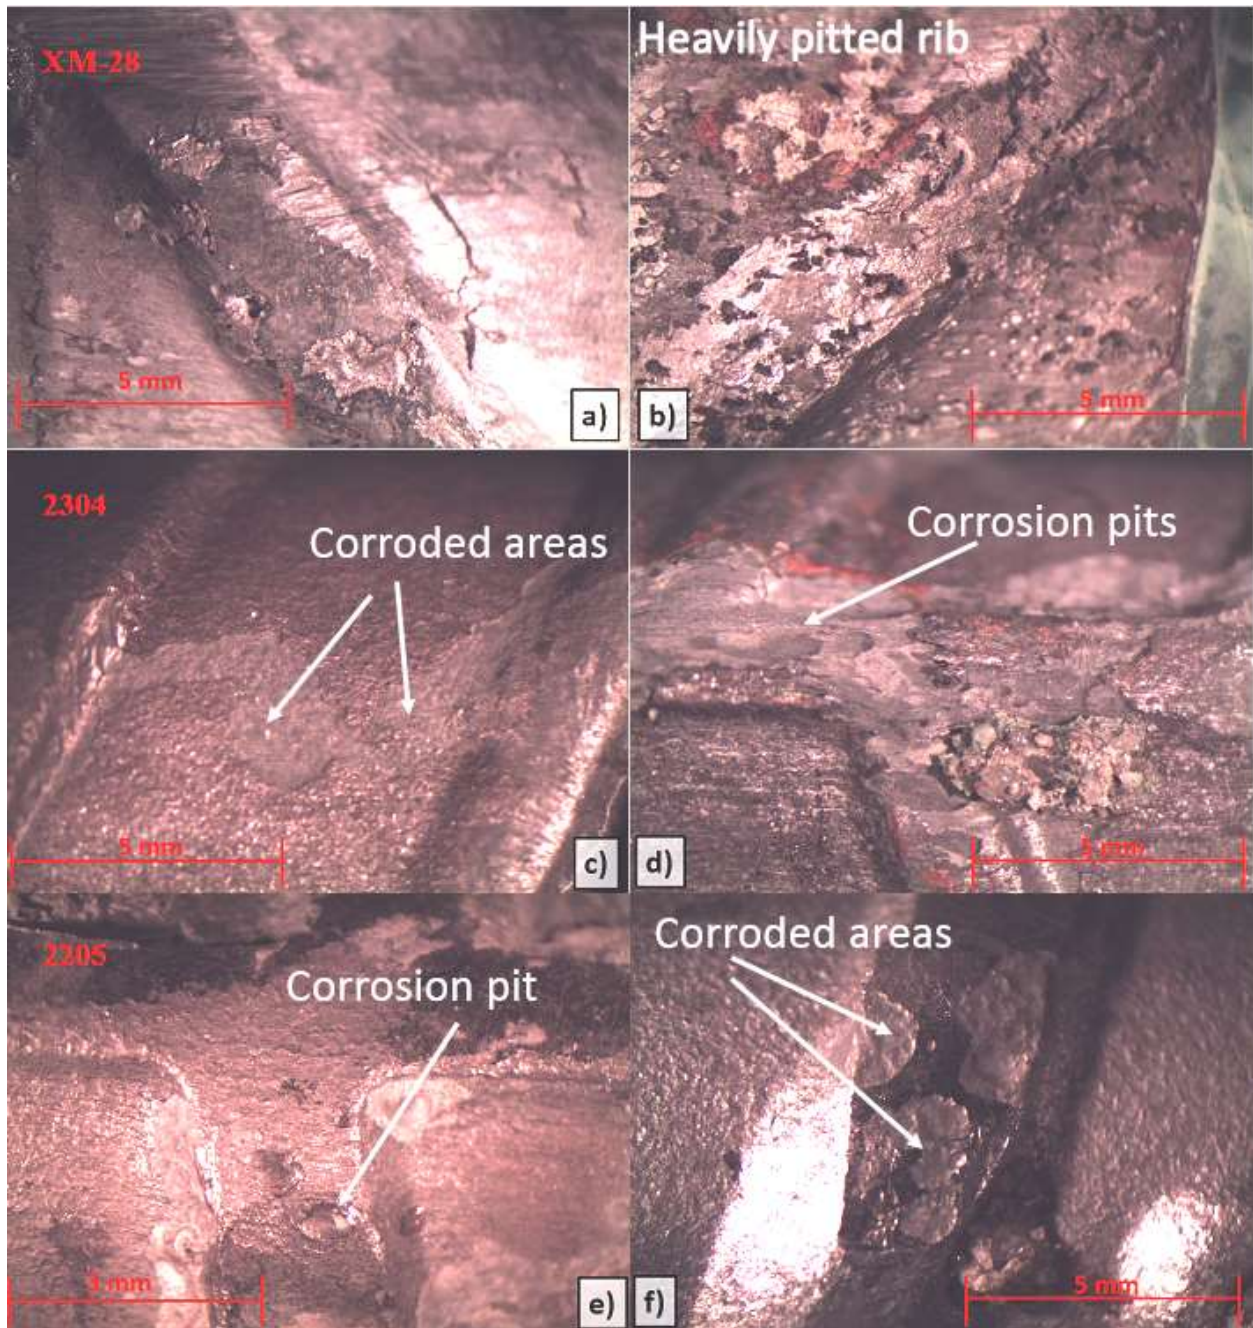 XM-28
5 mm
a)
Heavily pitted rib
5 mm
b)
2304
Corroded areas
5 mm
c)
Corrosion pits
5 mm
d)
2205
Corrosion pit
5 mm
e)
Corroded areas
5 mm
f)